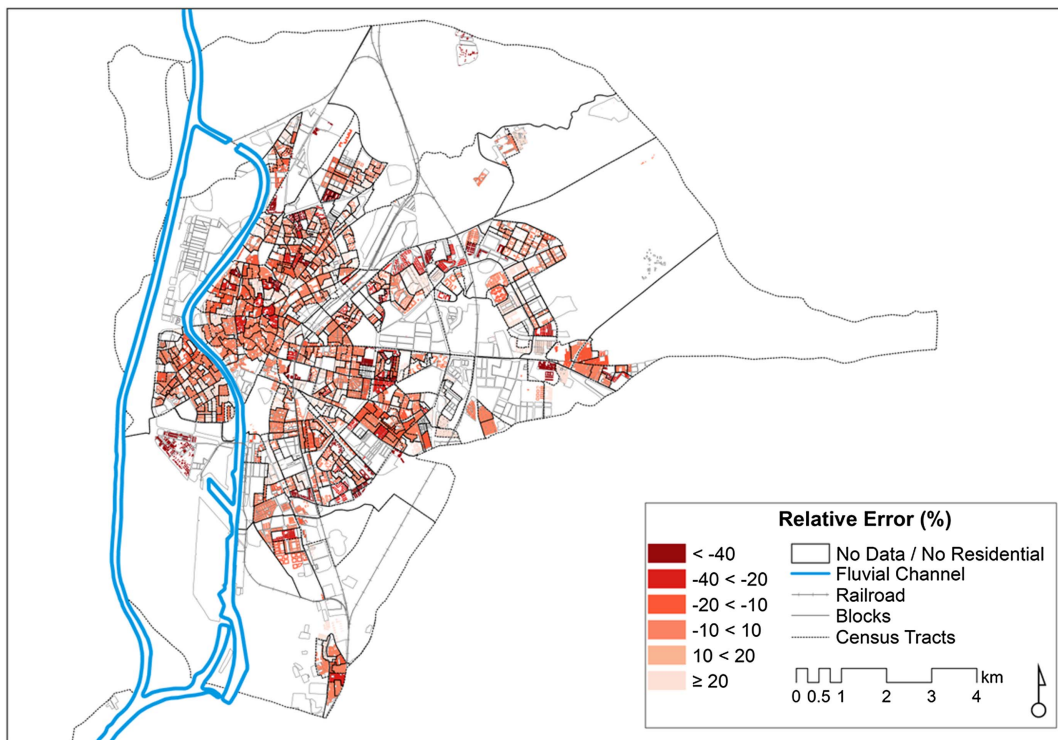 Relative Error (%)
< -40
-40 < -20
-20 < -10
-10 < 10
10 < 20
≥ 20
No Data / No Residential
Fluvial Channel
Railroad
Blocks
Census Tracts
km
0 0.5 1 2 3 4